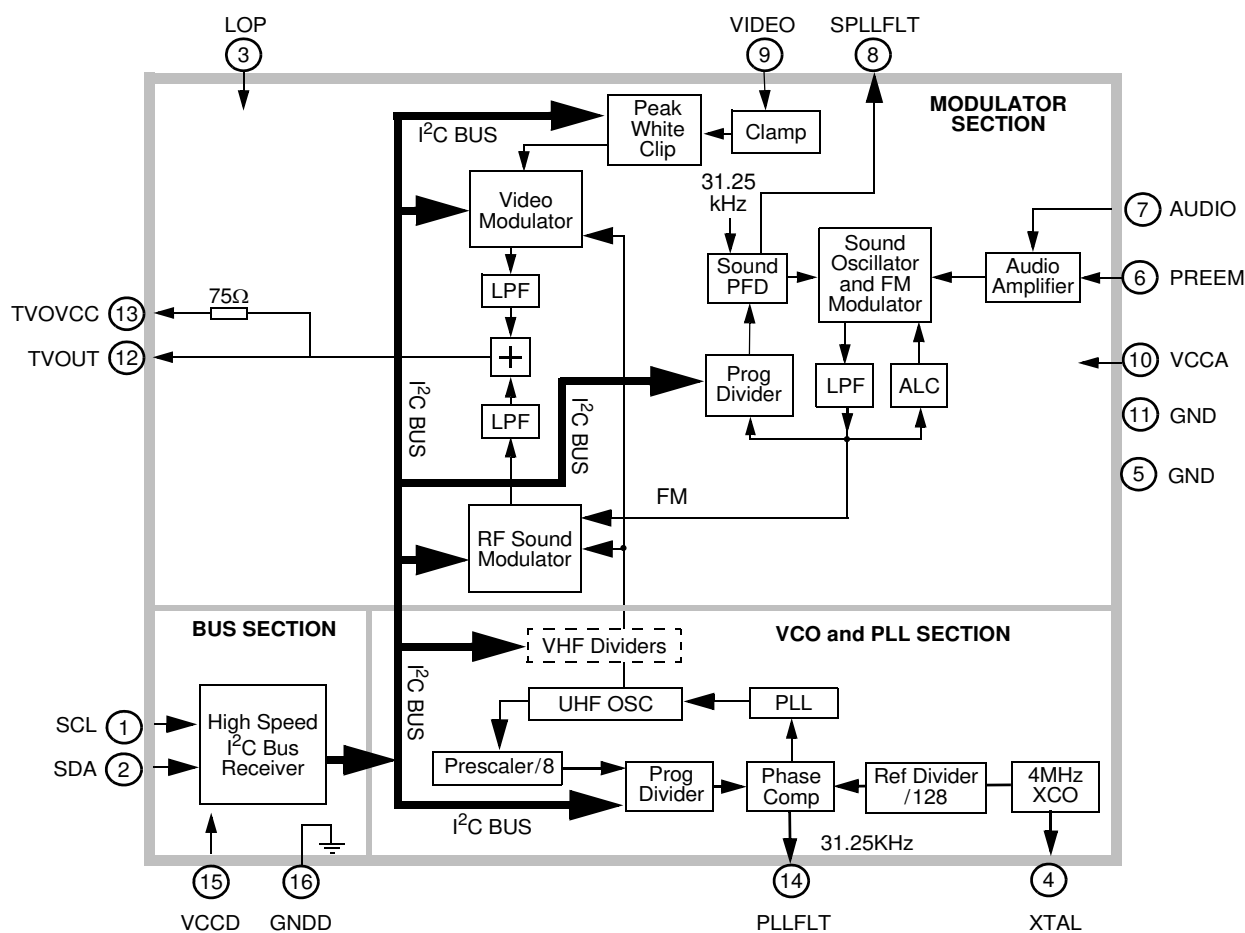 LOP
3
VIDEO
9
SPLLFLT
8
MODULATOR
SECTION
I²C BUS
Peak
White
Clip
Clamp
Video
Modulator
31.25
kHz
7
AUDIO
Sound
PFD
Sound
Oscillator
and FM
Modulator
Audio
Amplifier
6
PREEM
LPF
75Ω
TVOVCC
13
TVOUT
12
+
10
VCCA
I²C BUS
I²C BUS
Prog
Divider
LPF
ALC
LPF
11
GND
5
GND
FM
RF Sound
Modulator
BUS SECTION
VCO and PLL SECTION
VHF Dividers
I²C BUS
UHF OSC
PLL
SCL
1
SDA
2
High Speed
I²C Bus
Receiver
Prescaler/8
Prog
Divider
Phase
Comp
Ref Divider
/128
4MHz
XCO
I²C BUS
31.25KHz
15
16
14
4
VCCD
GNDD
PLLFLT
XTAL